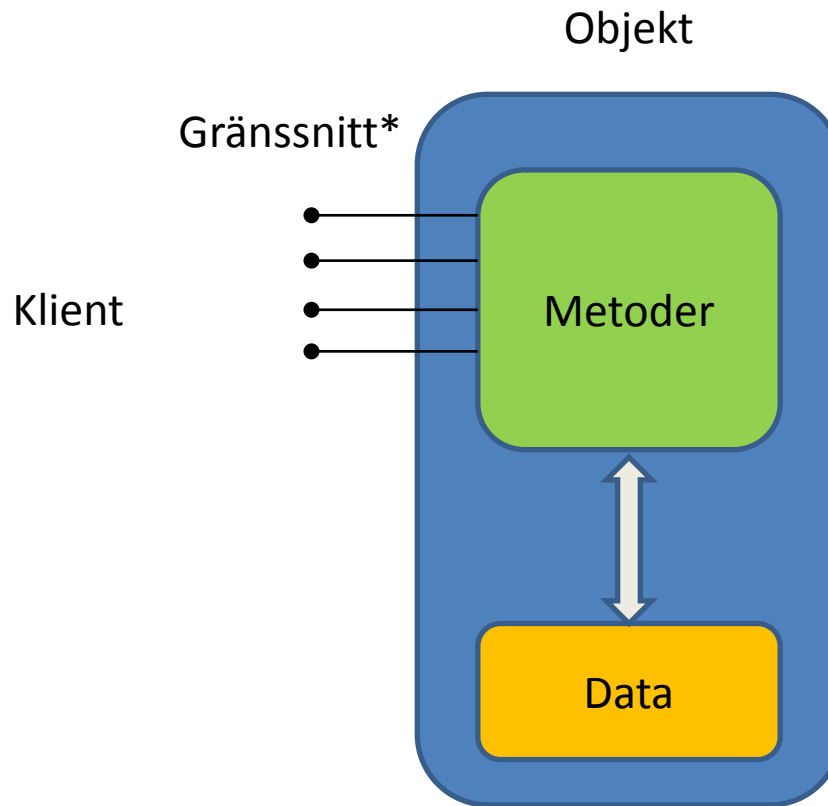 Objekt
Gränssnitt*
Klient
Metoder
Data